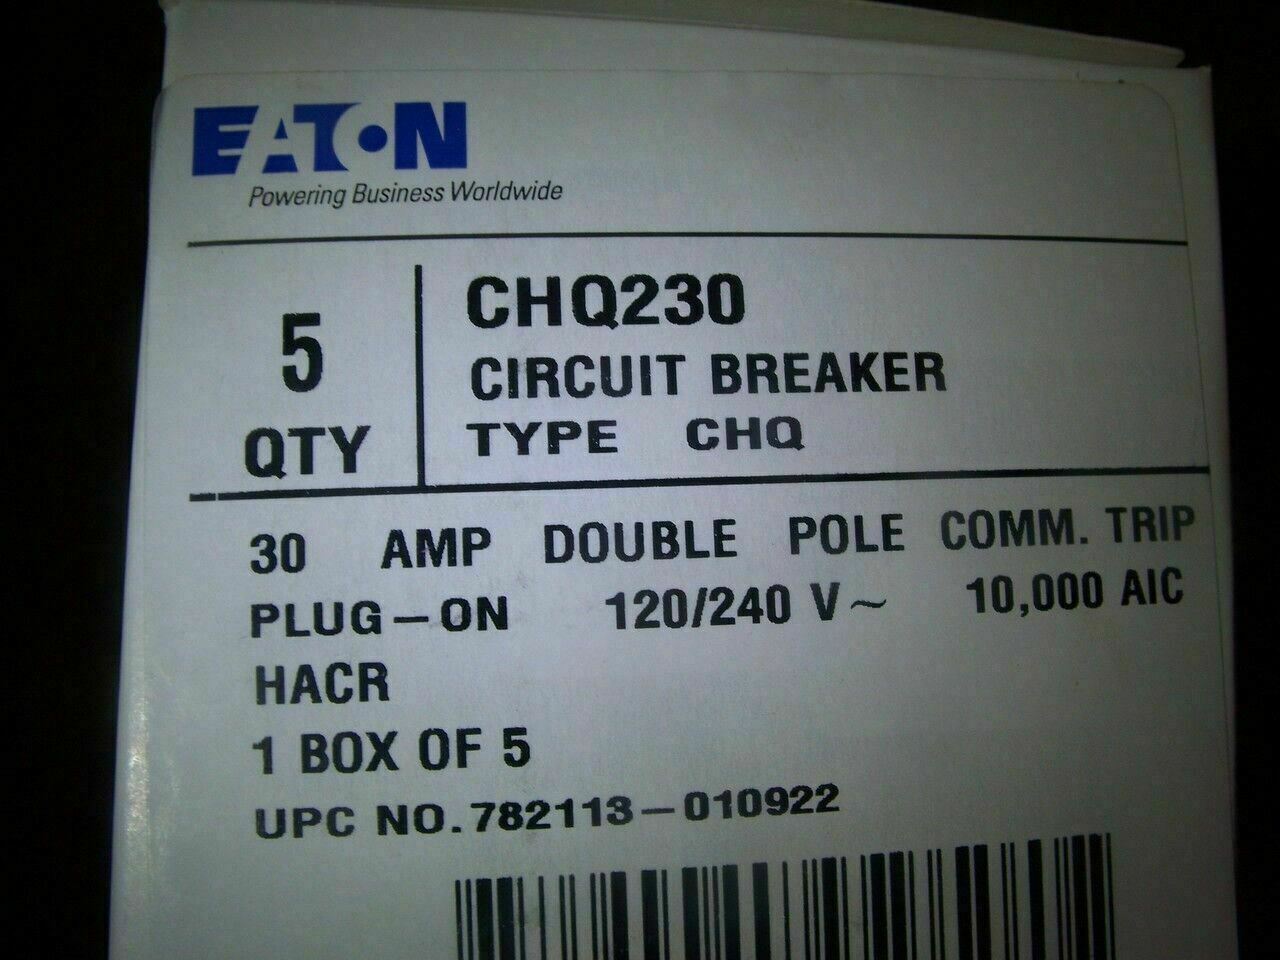 EATON
Powering Business Worldwide
5
QTY
CHQ230
CIRCUIT BREAKER
TYPE CHQ
30 AMP DOUBLE POLE COMM. TRIP
PLUG-ON 120/240 V~ 10,000 AIC
HACR
1 BOX OF 5
UPC NO. 782113-010922